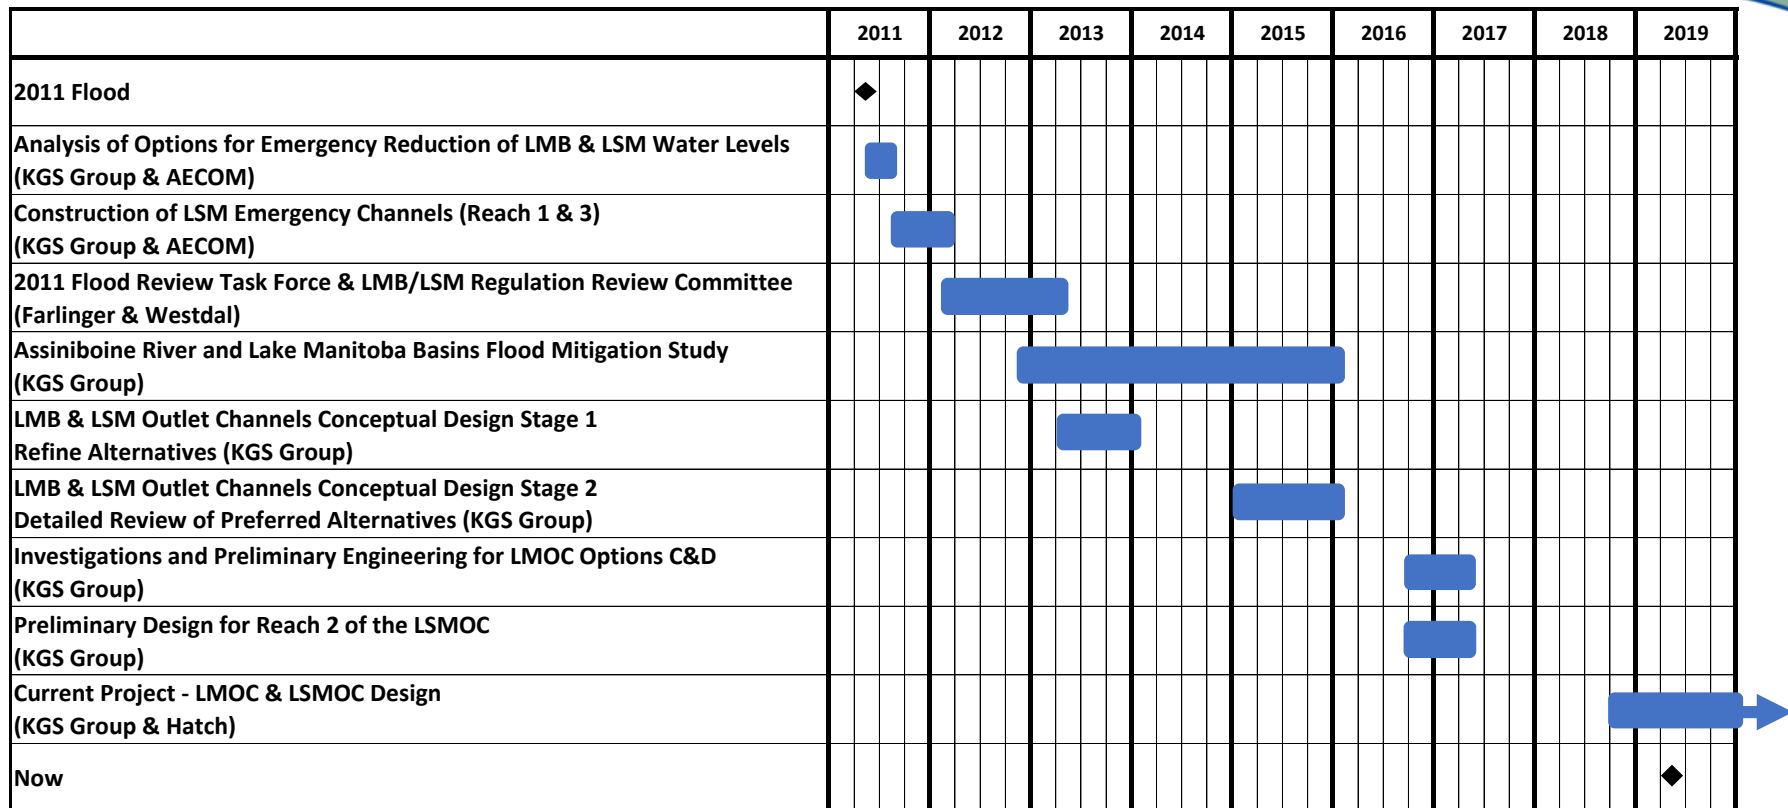 2011 2012 2013 2014 2015 2016 2017 2018 2019
2011 Flood
Analysis of Options for Emergency Reduction of LMB & LSM Water Levels
(KGS Group & AECOM)
Construction of LSM Emergency Channels (Reach 1 & 3)
(KGS Group & AECOM)
2011 Flood Review Task Force & LMB/LSM Regulation Review Committee
(Farlinger & Westdal)
Assiniboine River and Lake Manitoba Basins Flood Mitigation Study
(KGS Group)
LMB & LSM Outlet Channels Conceptual Design Stage 1
Refine Alternatives (KGS Group)
LMB & LSM Outlet Channels Conceptual Design Stage 2
Detailed Review of Preferred Alternatives (KGS Group)
Investigations and Preliminary Engineering for LMOC Options C&D
(KGS Group)
Preliminary Design for Reach 2 of the LSMOC
(KGS Group)
Current Project - LMOC & LSMOC Design
(KGS Group & Hatch)
Now